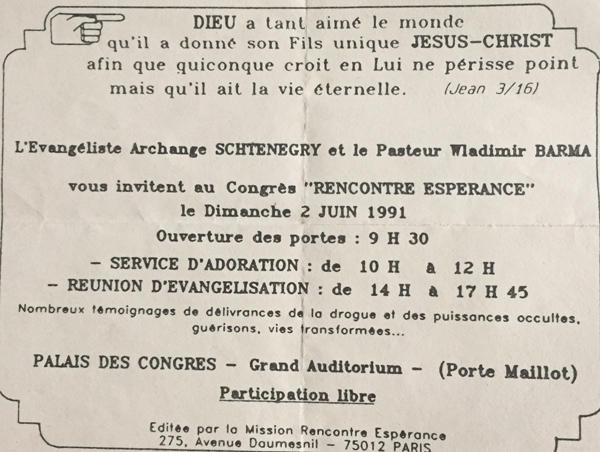 DIEU a tant aimé le monde
qu'il a donné son Fils unique JESUS-CHRIST
afin que quiconque croit en Lui ne périsse point
mais qu'il ait la vie éternelle. (Jean 3/16)
L'Evangéliste Archange SCHTENEGRY et le Pasteur Wladimir BARMA
vous invitent au Congrès "RENCONTRE ESPERANCE"
le Dimanche 2 JUIN 1991
Ouverture des portes : 9 H 30
- SERVICE D'ADORATION : de 10 H à 12 H
- REUNION D'EVANGELISATION : de 14 H à 17 H 45
Nombreux témoignages de délivrances de la drogue et des puissances occultes,
guérisons, vies transformées...
PALAIS DES CONGRES - Grand Auditorium - (Porte Maillot)
Participation libre
Editée par la Mission Rencontre Espérance
275, Avenue Daumesnil - 75012 PARIS